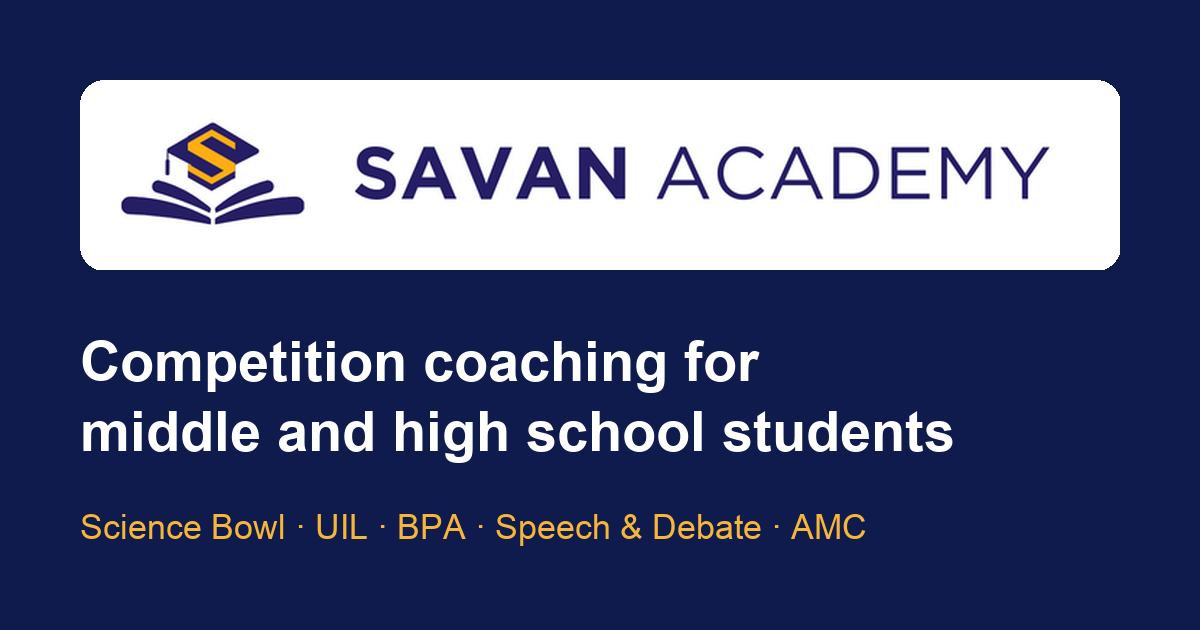 S
SAVAN ACADEMY
Competition coaching for
middle and high school students
Science Bowl · UIL · BPA · Speech & Debate · AMC